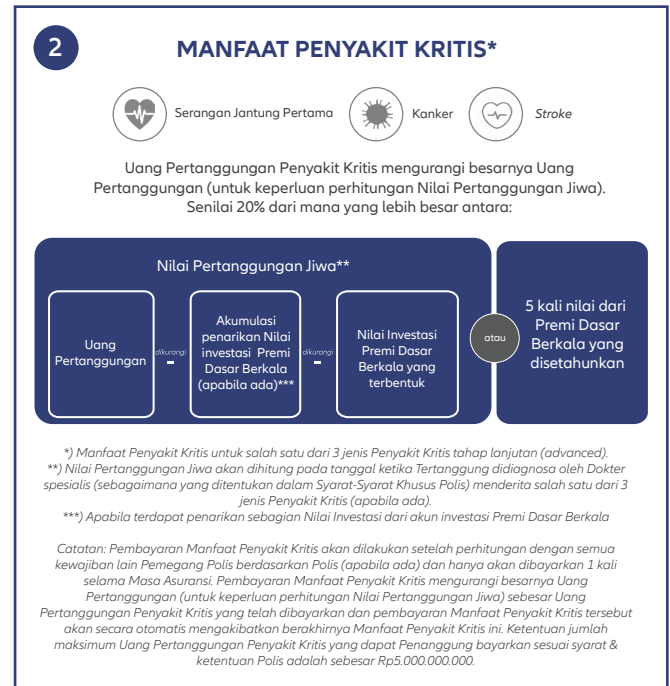 2
MANFAAT PENYAKIT KRITIS*
Serangan Jantung Pertama
Kanker
Stroke
Uang Pertanggungan Penyakit Kritis mengurangi besarnya Uang
Pertanggungan (untuk keperluan perhitungan Nilai Pertanggungan Jiwa).
Senilai 20% dari mana yang lebih besar antara:
Nilai Pertanggungan Jiwa**
Uang
Pertanggungan
dikurangi
-
Akumulasi
penarikan Nilai
investasi Premi
Dasar Berkala
(apabila ada)***
dikurangi
-
Nilai Investasi
Premi Dasar
Berkala yang
terbentuk
atau
5 kali nilai dari
Premi Dasar
Berkala yang
disetahunkan
*) Manfaat Penyakit Kritis untuk salah satu dari 3 jenis Penyakit Kritis tahap lanjutan (advanced).
**) Nilai Pertanggungan Jiwa akan dihitung pada tanggal ketika Tertanggung didiagnosa oleh Dokter
spesialis (sebagaimana yang ditentukan dalam Syarat-Syarat Khusus Polis) menderita salah satu dari 3
jenis Penyakit Kritis (apabila ada).
***) Apabila terdapat penarikan sebagian Nilai Investasi dari akun investasi Premi Dasar Berkala
Catatan: Pembayaran Manfaat Penyakit Kritis akan dilakukan setelah perhitungan dengan semua
kewajiban lain Pemegang Polis berdasarkan Polis (apabila ada) dan hanya akan dibayarkan 1 kali
selama Masa Asuransi. Pembayaran Manfaat Penyakit Kritis mengurangi besarnya Uang
Pertanggungan (untuk keperluan perhitungan Nilai Pertanggungan Jiwa) sebesar Uang
Pertanggungan Penyakit Kritis yang telah dibayarkan dan pembayaran Manfaat Penyakit Kritis tersebut
akan secara otomatis mengakibatkan berakhirnya Manfaat Penyakit Kritis ini. Ketentuan jumlah
maksimum Uang Pertanggungan Penyakit Kritis yang dapat Penanggung bayarkan sesuai syarat &
ketentuan Polis adalah sebesar Rp5.000.000.000.